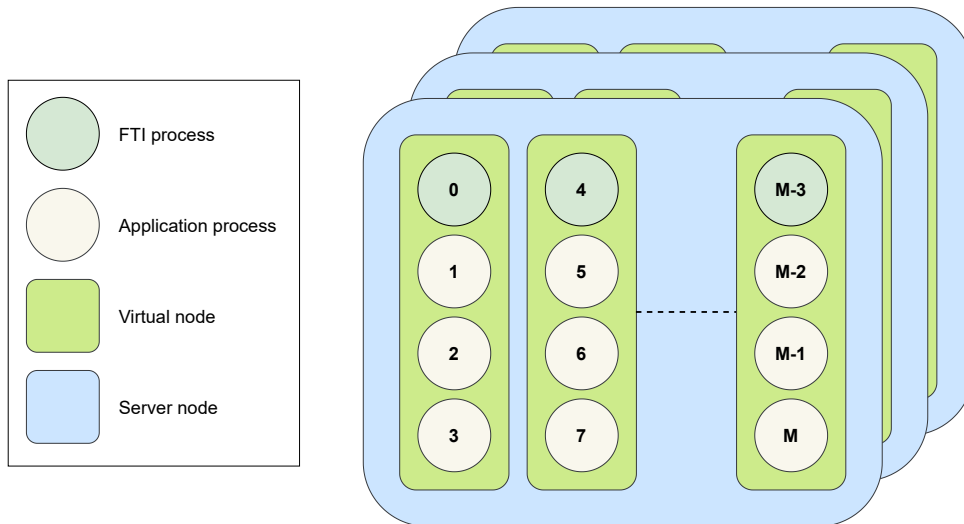 FTI process
Application process
Virtual node
Server node
0 4 M-3
1 5 M-2
2 6 M-1
3 7 M